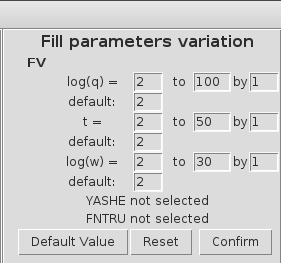 Fill parameters variation
FV
log(q) = 2 to 100 by 1
default: 2
t = 2 to 50 by 1
default: 2
log(w) = 2 to 30 by 1
default: 2
YASHE not selected
FNTRU not selected
Default Value Reset Confirm